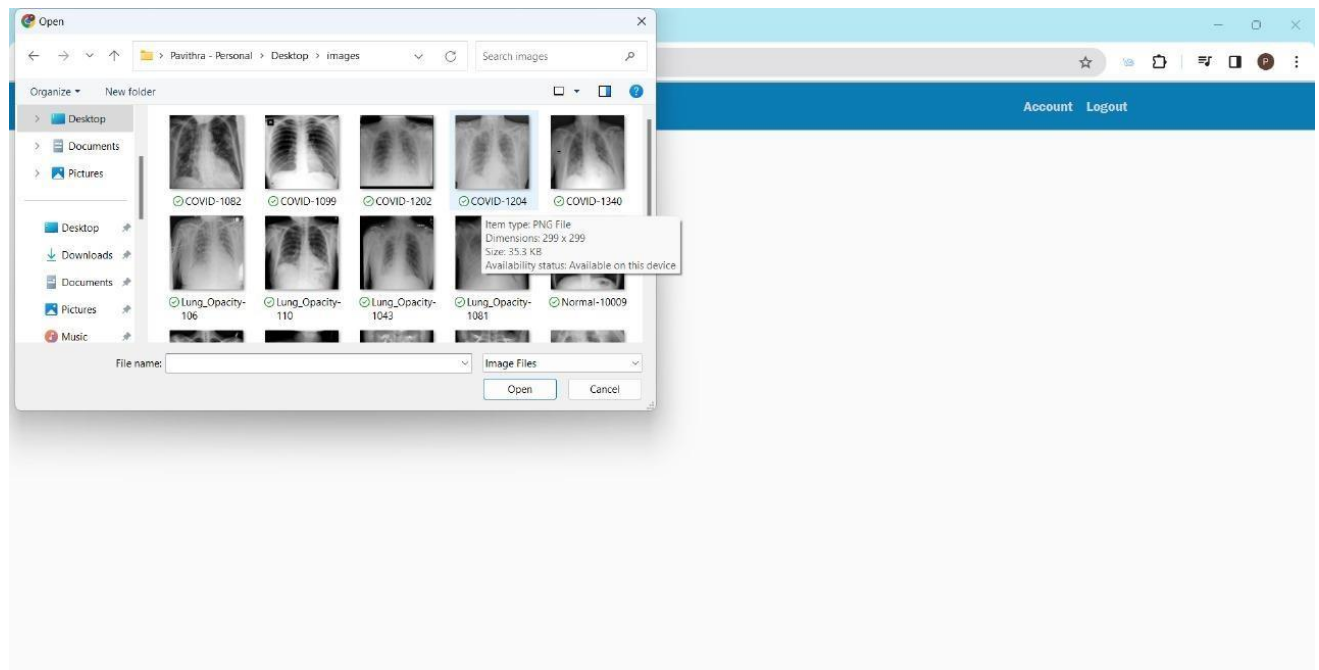 Open
Pavithra - Personal > Desktop > images
Search images
Organize
New folder
Account Logout
Desktop
Documents
Pictures
Desktop
Downloads
Documents
Pictures
Music
COVID-1082
COVID-1099
COVID-1202
COVID-1204
COVID-1340
Item type: PNG File
Dimensions: 299 x 299
Size: 35.3 KB
Availability status: Available on this device
Lung_Opacity-
106
Lung_Opacity-
110
Lung_Opacity-
1043
Lung_Opacity-
1081
Normal-10009
File name:
Image Files
Open
Cancel
P